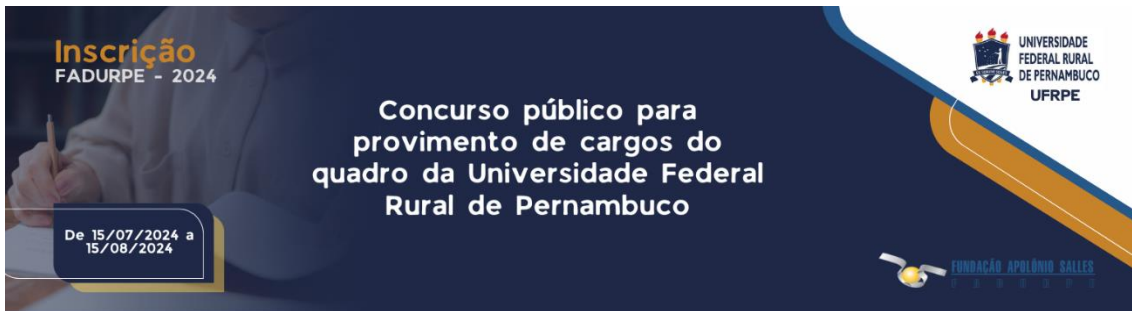 Inscrição
FADURPE - 2024
Concurso público para
provimento de cargos do
quadro da Universidade Federal
Rural de Pernambuco
De 15/07/2024 a
15/08/2024
UNIVERSIDADE
FEDERAL RURAL
DE PERNAMBUCO
UFRPE
FUNDAÇÃO APOLÔNIO SALLES
FADURPE